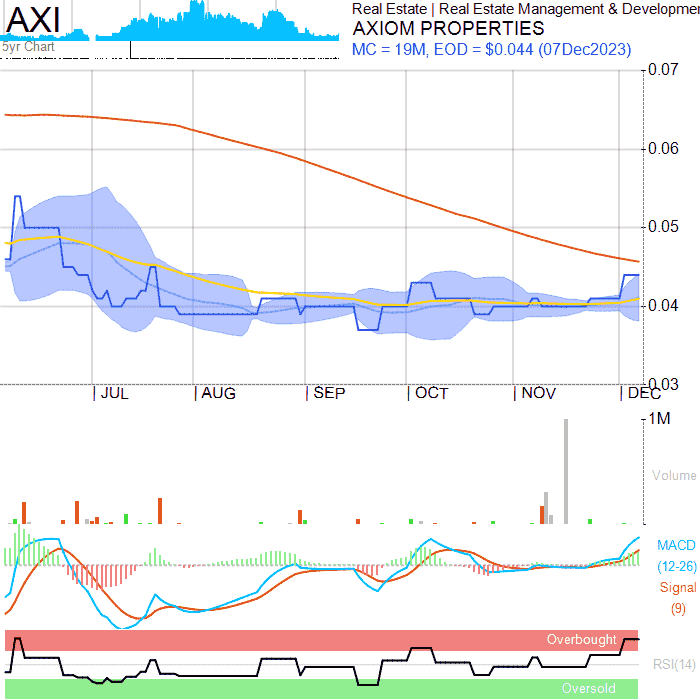 AXI
5yr Chart
Real Estate | Real Estate Management & Developmen
AXIOM PROPERTIES
MC = 19M, EOD = $0.044 (07Dec2023)
0.07
0.06
0.05
0.04
0.03
JUL AUG SEP OCT NOV DEC
1M
Volume
MACD
(12-26)
Signal
(9)
Overbought
RSI(14)
Oversold